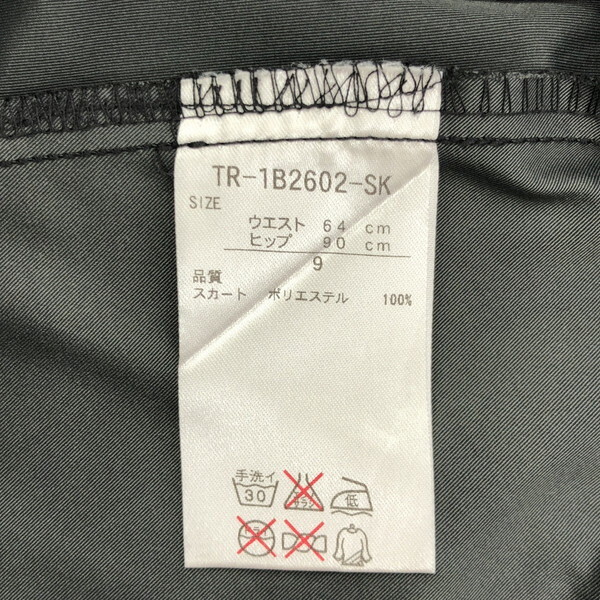 TR-1B2602-SK
SIZE
ウエスト 64 cm
ヒップ 90 cm
9
品質
スカート ポリエステル 100%
手洗イ
30
低